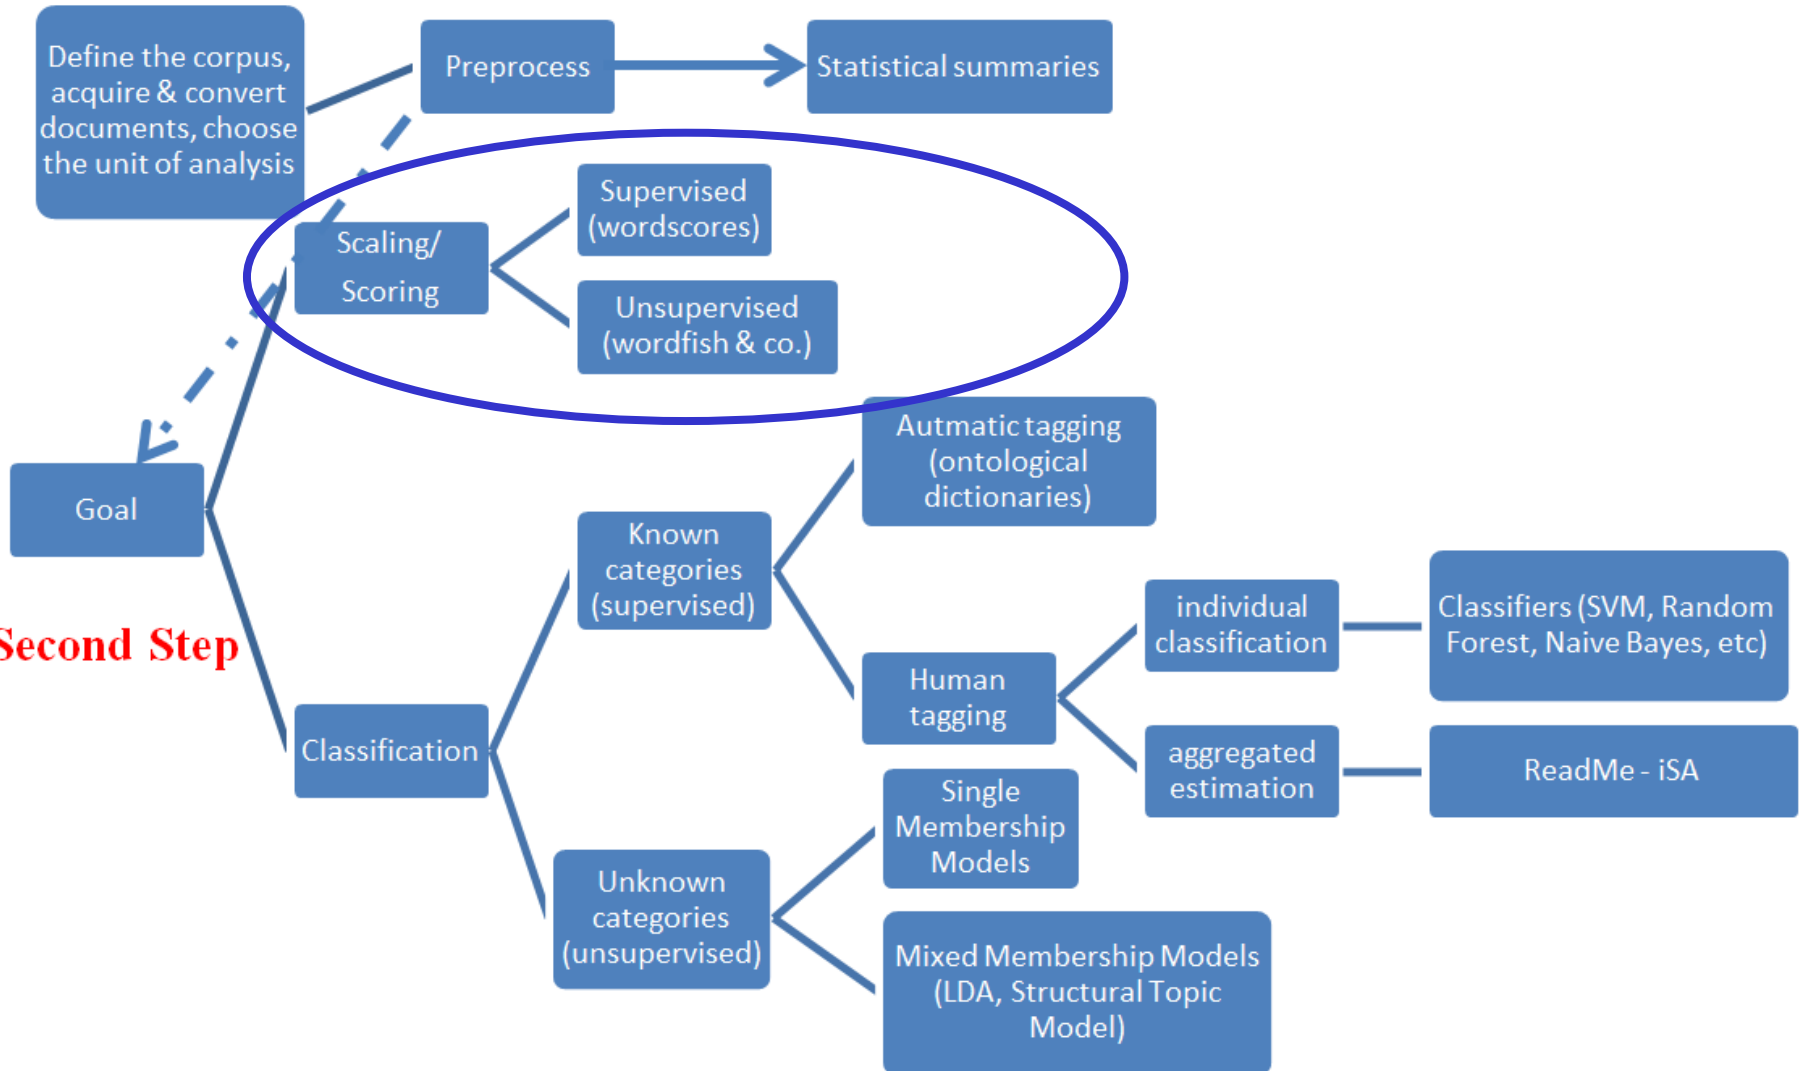 Define the corpus,
acquire & convert
documents, choose
the unit of analysis
Preprocess
Statistical summaries
Scaling/
Scoring
Supervised
(wordscores)
Unsupervised
(wordfish & co.)
Goal
Second Step
Classification
Known
categories
(supervised)
Autmatic tagging
(ontological
dictionaries)
Human
tagging
individual
classification
Classifiers (SVM, Random
Forest, Naive Bayes, etc)
aggregated
estimation
ReadMe - iSA
Unknown
categories
(unsupervised)
Single
Membership
Models
Mixed Membership Models
(LDA, Structural Topic
Model)